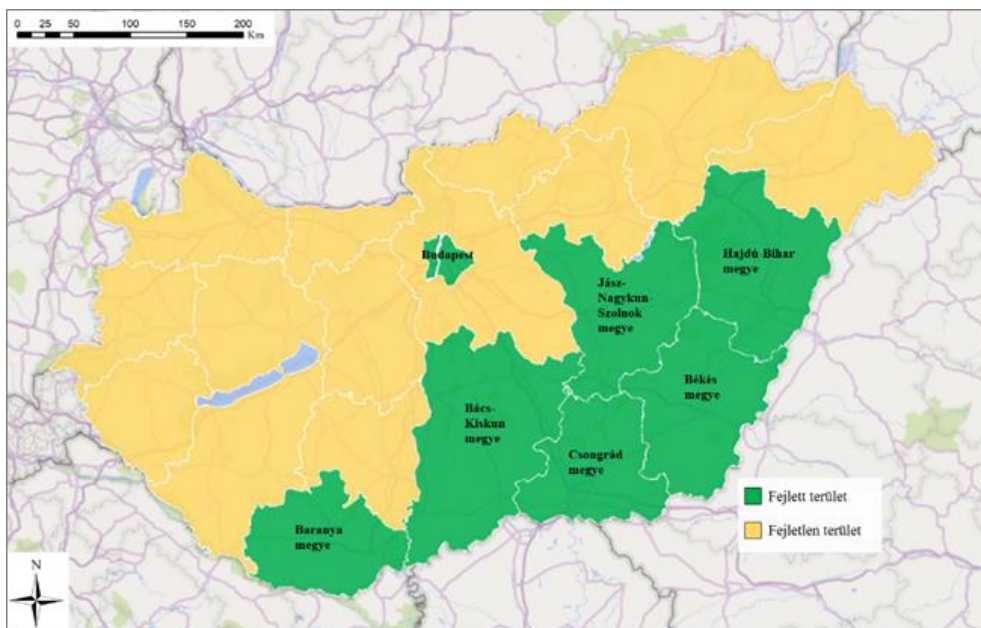 0 25 50 100 150 200
Km
Budapest
Hajdú-Bihar
megye
Jász-
Nagykun-
Szolnok
megye
Békés
megye
Bács-
Kiskun
megye
Csongrád
megye
Baranya
megye
Fejlett terület
Fejletlen terület
N